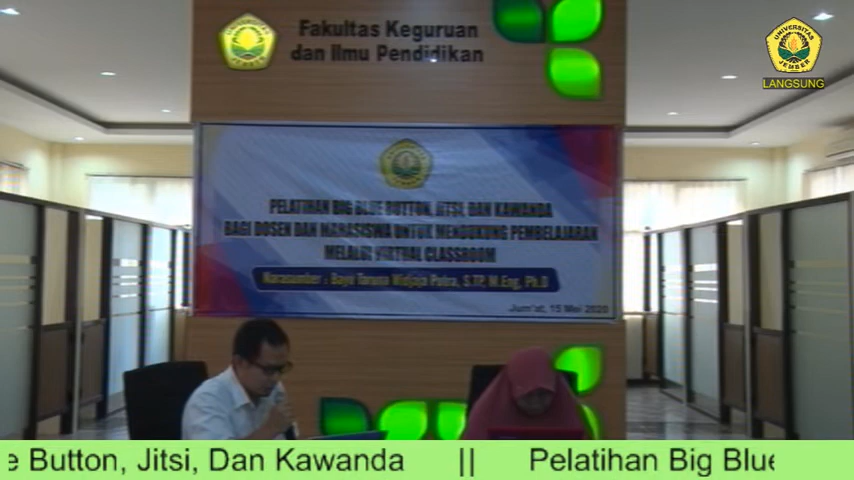 Fakultas Keguruan
dan Ilmu Pendidikan
UNIVERSITAS
JEMBER
LANGSUNG
PELATIHAN BIG BLUE BUTTON, JITSI, DAN KAWANDA
BAGI DOSEN DAN MAHASISWA UNTUK MENDUKUNG PEMBELAJARAN
MELALUI VIRTUAL CLASSROOM
Narasumber : Bayu Taruna Widjaja Putra, S.TP, M.Eng, Ph.D
Jum'at, 15 Mei 2020
e Button, Jitsi, Dan Kawanda || Pelatihan Big Blue